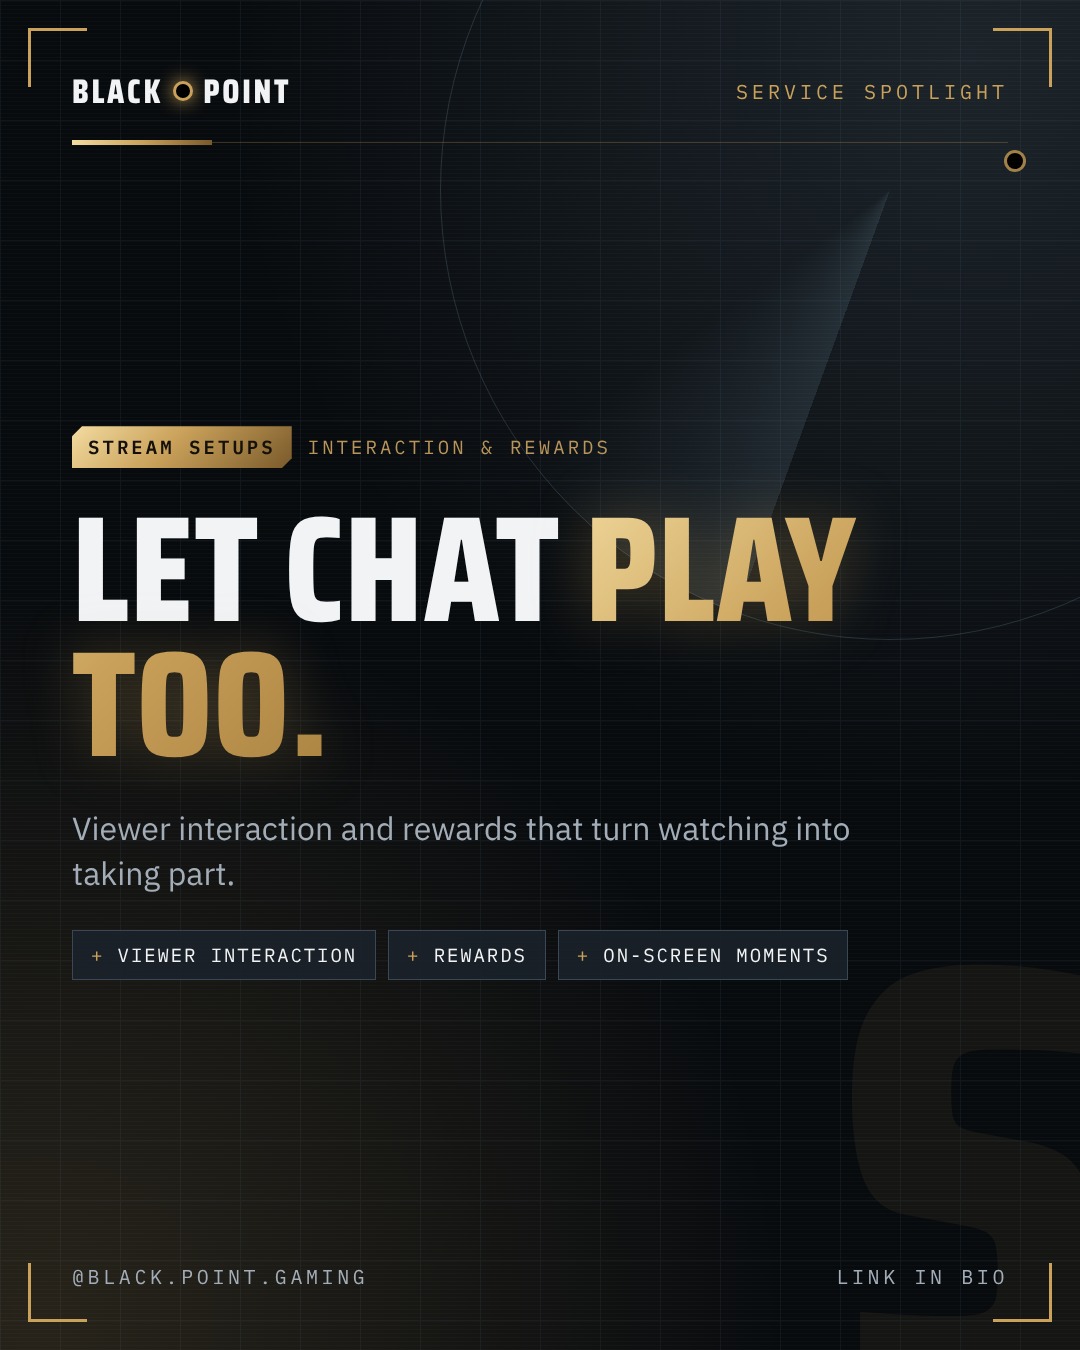 BLACK POINT
SERVICE SPOTLIGHT
STREAM SETUPS
INTERACTION & REWARDS
LET CHAT PLAY
TOO.
Viewer interaction and rewards that turn watching into
taking part.
+ VIEWER INTERACTION
+ REWARDS
+ ON-SCREEN MOMENTS
S
@BLACK.POINT.GAMING
LINK IN BIO